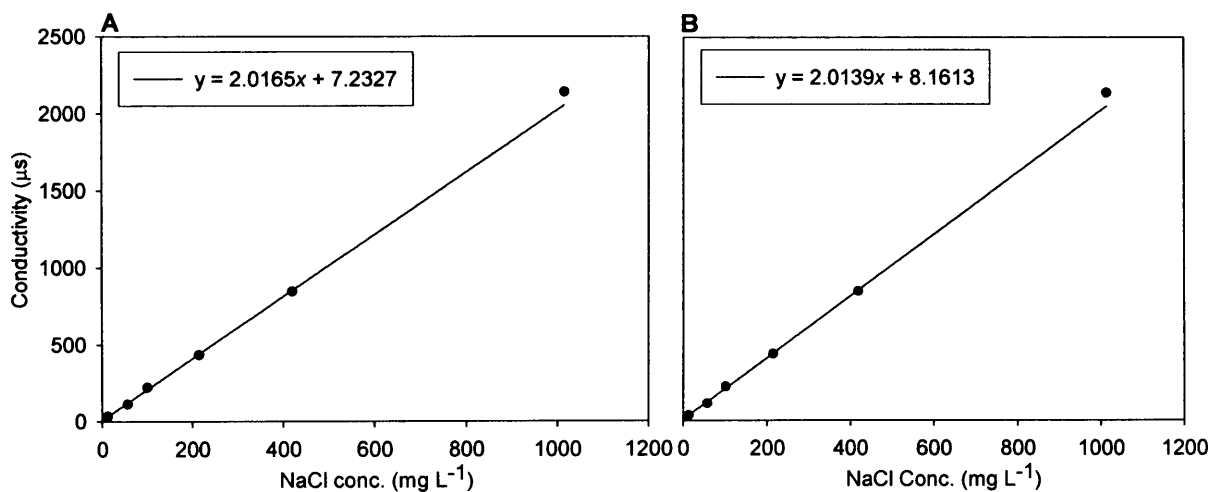 A
B
2500
2000
1500
1000
500
0
Conductivity (μs)
y = 2.0165x + 7.2327
y = 2.0139x + 8.1613
0 200 400 600 800 1000 1200
0 200 400 600 800 1000 1200
NaCl conc. (mg L⁻¹)
NaCl Conc. (mg L⁻¹)